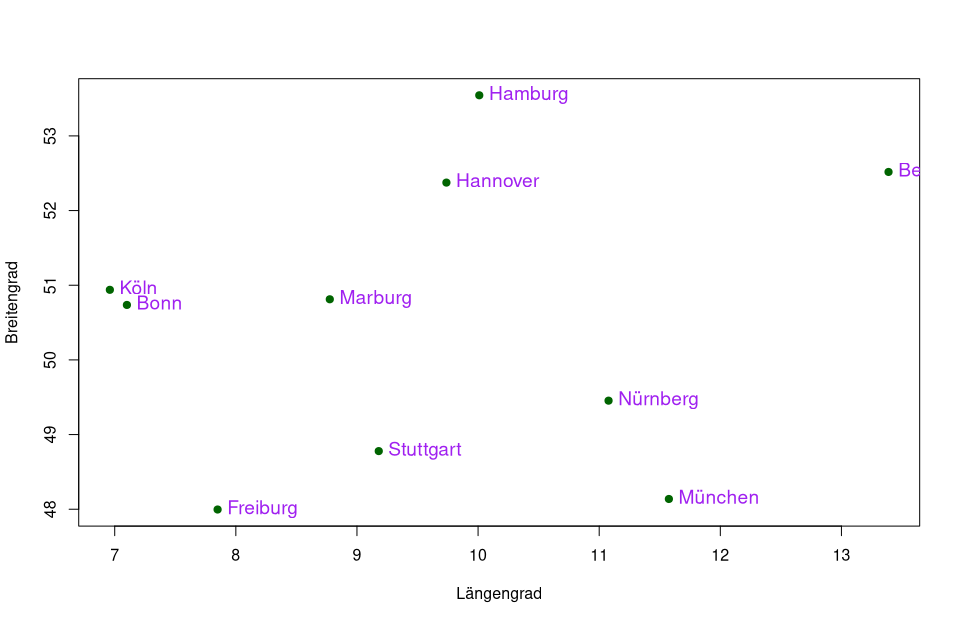 Hamburg
Be
Hannover
Köln
Bonn
Marburg
Nürnberg
Stuttgart
München
Freiburg
53
52
51
50
49
48
Breitengrad
7 8 9 10 11 12 13
Längengrad